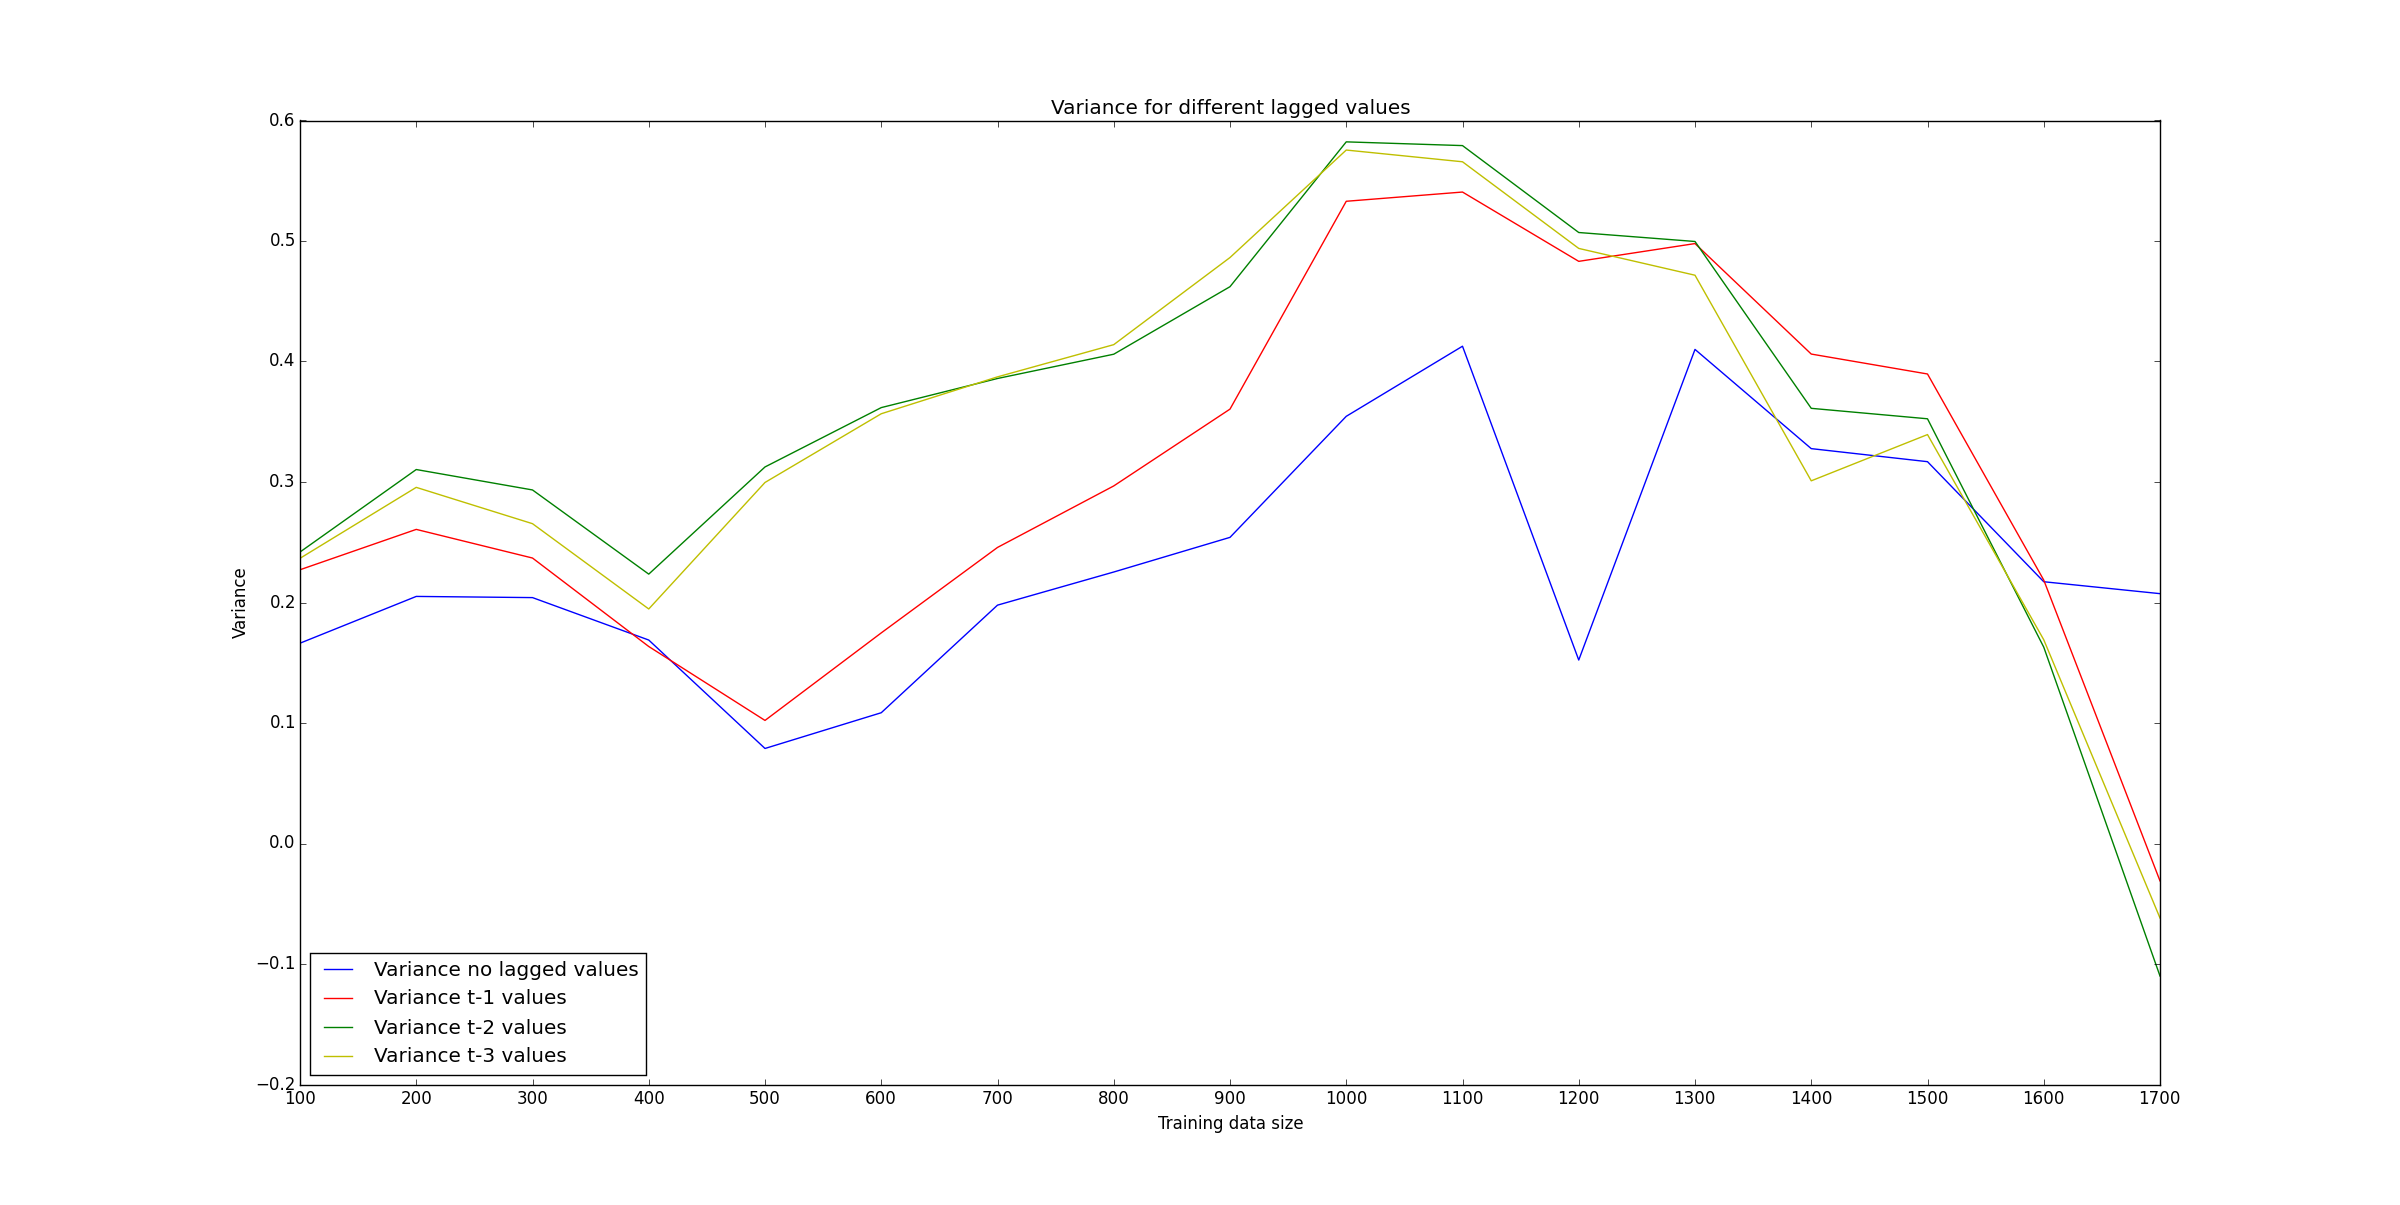 Variance for different lagged values
0.6
0.5
0.4
0.3
0.2
0.1
0.0
−0.1
−0.2
Variance
Variance no lagged values
Variance t-1 values
Variance t-2 values
Variance t-3 values
100 200 300 400 500 600 700 800 900 1000 1100 1200 1300 1400 1500 1600 1700
Training data size